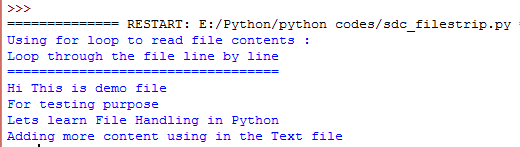 >>>
============== RESTART: E:/Python/python codes/sdc_filestrip.py =
Using for loop to read file contents :
Loop through the file line by line
==================================
Hi This is demo file
For testing purpose
Lets learn File Handling in Python
Adding more content using in the Text file